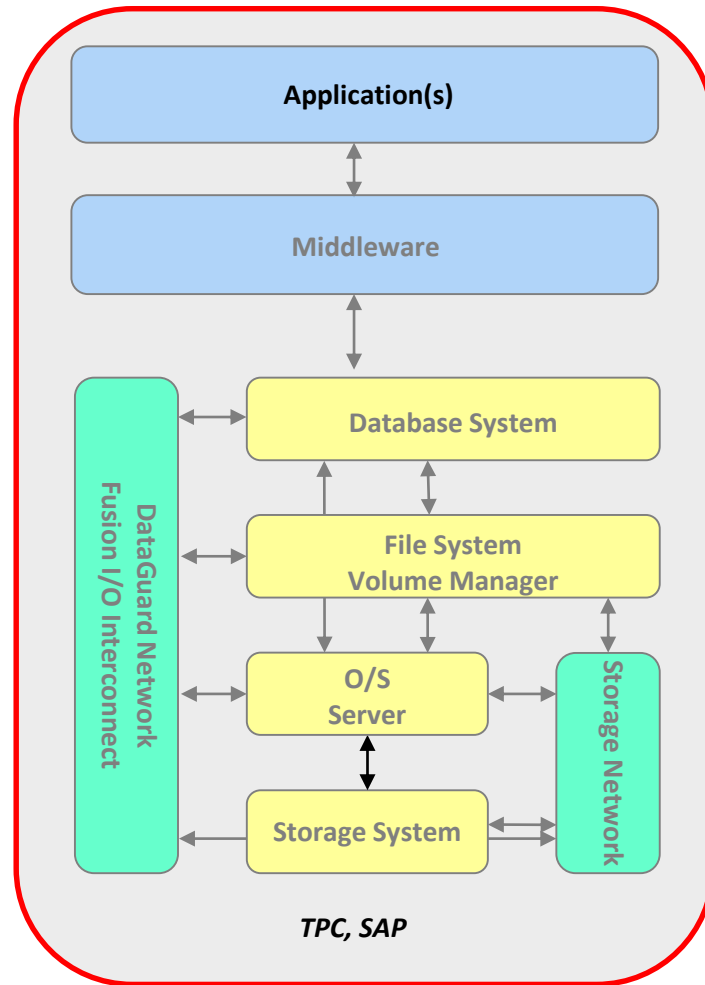 Application(s)
Middleware
Database System
DataGuard Network
Fusion I/O Interconnect
File System
Volume Manager
O/S
Server
Storage Network
Storage System
TPC, SAP